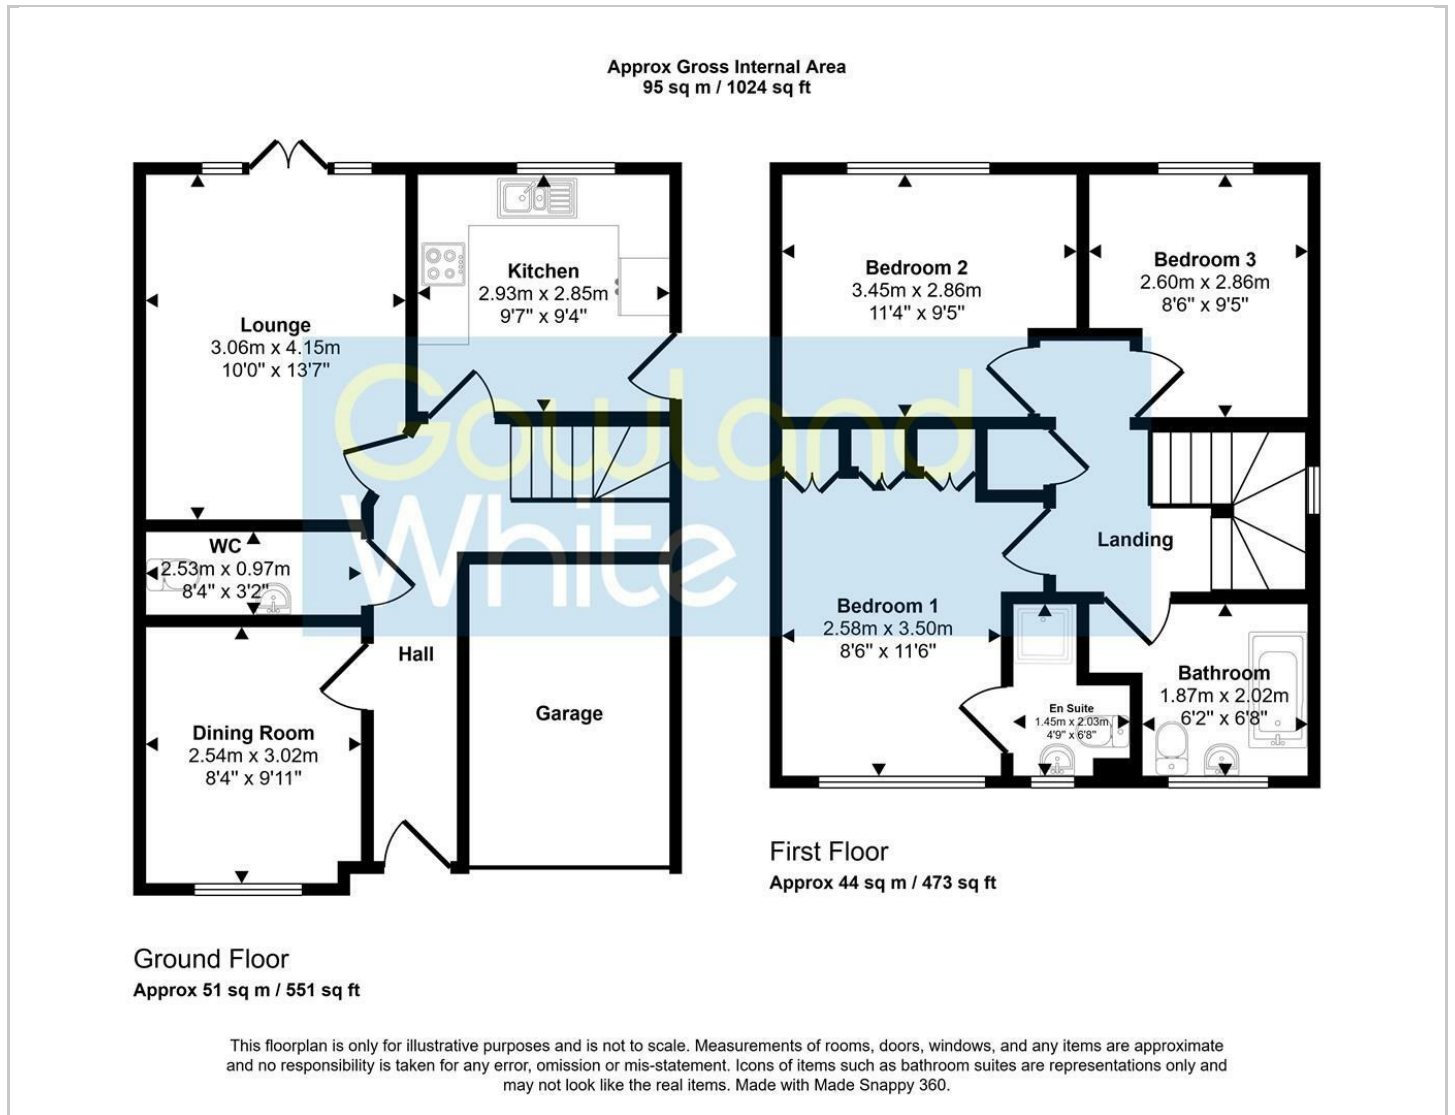 Approx Gross Internal Area
95 sq m / 1024 sq ft
Lounge
3.06m x 4.15m
10'0" x 13'7"
Kitchen
2.93m x 2.85m
9'7" x 9'4"
WC
2.53m x 0.97m
8'4" x 3'2"
Hall
Dining Room
2.54m x 3.02m
8'4" x 9'11"
Garage
Bedroom 2
3.45m x 2.86m
11'4" x 9'5"
Bedroom 3
2.60m x 2.86m
8'6" x 9'5"
Landing
Bedroom 1
2.58m x 3.50m
8'6" x 11'6"
En Suite
1.45m x 2.03m
4'9" x 6'8"
Bathroom
1.87m x 2.02m
6'2" x 6'8"
Gowland
White
First Floor
Approx 44 sq m / 473 sq ft
Ground Floor
Approx 51 sq m / 551 sq ft
This floorplan is only for illustrative purposes and is not to scale. Measurements of rooms, doors, windows, and any items are approximate
and no responsibility is taken for any error, omission or mis-statement. Icons of items such as bathroom suites are representations only and
may not look like the real items. Made with Made Snappy 360.